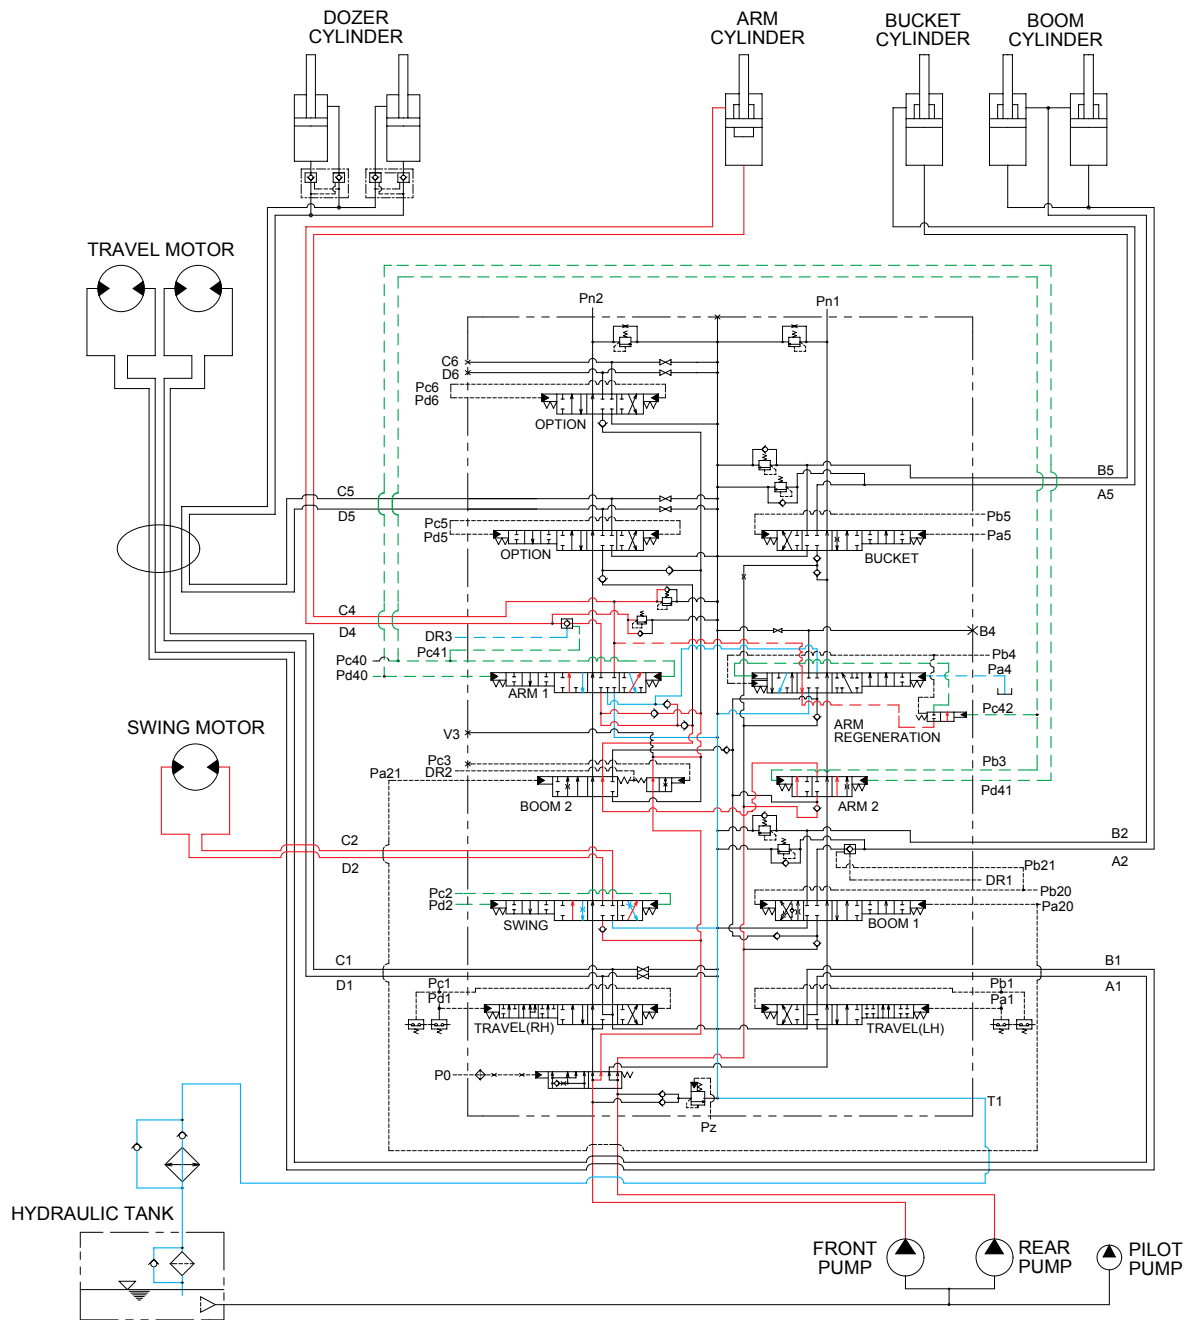 DOZER
CYLINDER
ARM
CYLINDER
BUCKET
CYLINDER
BOOM
CYLINDER
TRAVEL MOTOR
Pn2
Pn1
C6
D6
Pc6
Pd6
OPTION
C5
D5
Pc5
Pd5
OPTION
B5
A5
Pb5
Pa5
BUCKET
C4
D4
DR3
Pc41
Pc40
Pd40
ARM 1
B4
Pb4
Pa4
ARM
REGENERATION
Pc42
SWING MOTOR
V3
Pc3
DR2
Pa21
BOOM 2
Pb3
Pd41
ARM 2
C2
D2
B2
A2
Pb21
DR1
Pc2
Pd2
SWING
Pb20
Pa20
BOOM 1
C1
D1
B1
A1
Pc1
Pd1
TRAVEL(RH)
Pb1
Pa1
TRAVEL(LH)
P0
Pz
T1
HYDRAULIC TANK
FRONT
PUMP
REAR
PUMP
PILOT
PUMP